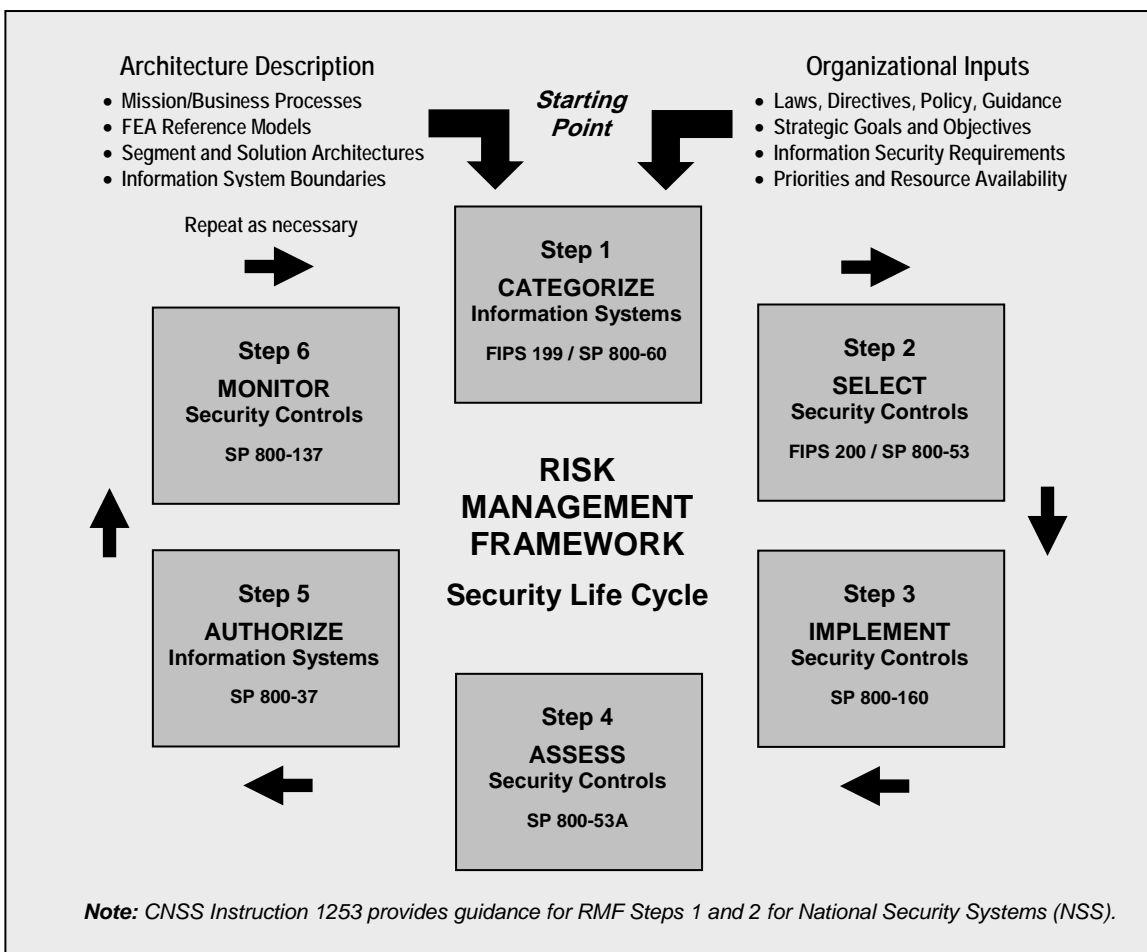 Architecture Description
• Mission/Business Processes
• FEA Reference Models
• Segment and Solution Architectures
• Information System Boundaries
Starting
Point
Organizational Inputs
• Laws, Directives, Policy, Guidance
• Strategic Goals and Objectives
• Information Security Requirements
• Priorities and Resource Availability
Repeat as necessary
Step 1
CATEGORIZE
Information Systems
FIPS 199 / SP 800-60
Step 2
SELECT
Security Controls
FIPS 200 / SP 800-53
Step 3
IMPLEMENT
Security Controls
SP 800-160
Step 4
ASSESS
Security Controls
SP 800-53A
Step 5
AUTHORIZE
Information Systems
SP 800-37
Step 6
MONITOR
Security Controls
SP 800-137
RISK
MANAGEMENT
FRAMEWORK
Security Life Cycle
Note: CNSS Instruction 1253 provides guidance for RMF Steps 1 and 2 for National Security Systems (NSS).